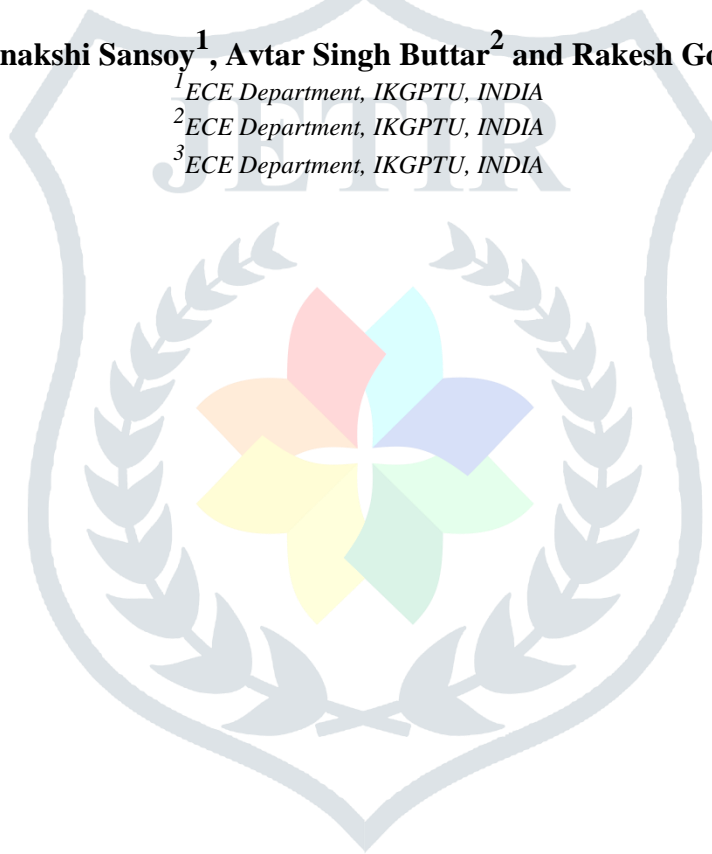 nakshi Sansoy1, Avtar Singh Buttar2 and Rakesh Go
1ECE Department, IKGPTU, INDIA
2ECE Department, IKGPTU, INDIA
3ECE Department, IKGPTU, INDIA
JETIR